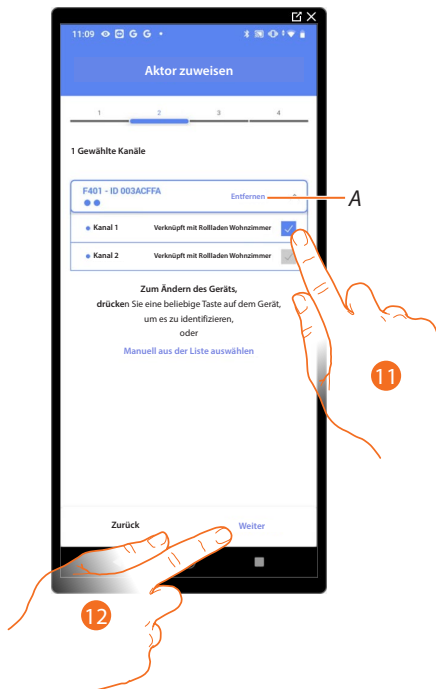 11:09 G G
Aktor zuweisen
1 2 3 4
1 Gewählte Kanäle
F401 - ID 003ACFFA
Entfernen
A
Kanal 1 Verknüpft mit Rollladen Wohnzimmer
Kanal 2 Verknüpft mit Rollladen Wohnzimmer
Zum Ändern des Geräts,
drücken Sie eine beliebige Taste auf dem Gerät,
um es zu identifizieren,
oder
Manuell aus der Liste auswählen
11
Zurück Weiter
12